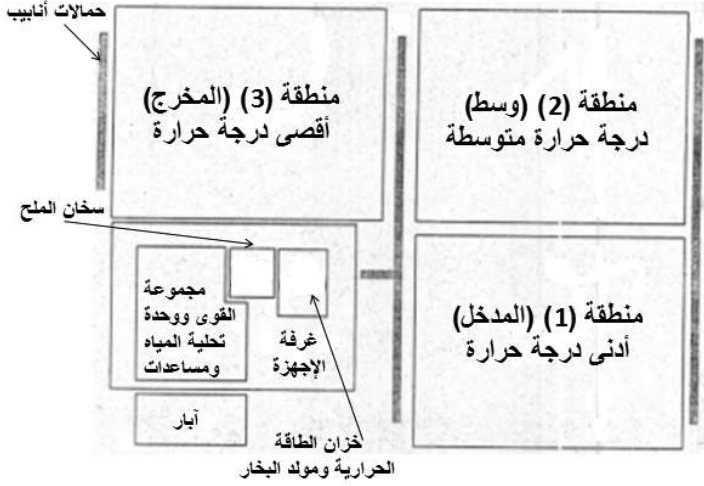 حمالات أنابيب
منطقة (3) (المخرج)
أقصى درجة حرارة
منطقة (2) (وسط)
درجة حرارة متوسطة
سخان الملح
مجموعة
القوى ووحدة
تحلية المياه
ومساعدات
غرفة
الإجهزة
منطقة (1) (المدخل)
أدنى درجة حرارة
آبار
خزان الطاقة
الحرارية ومولد البخار